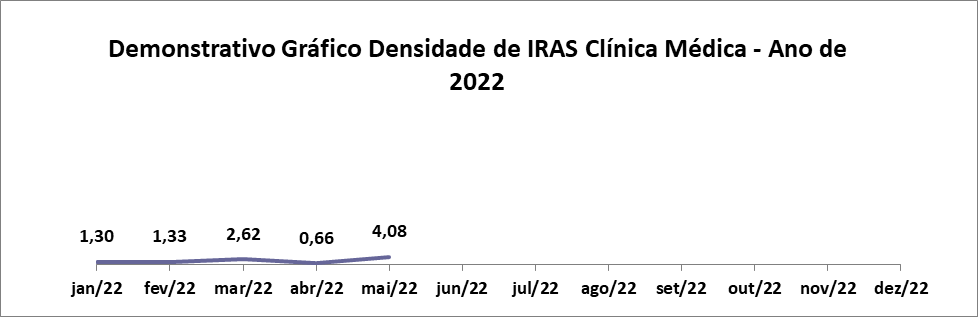 Demonstrativo Gráfico Densidade de IRAS Clínica Médica - Ano de
2022
1,30 1,33 2,62 0,66 4,08
jan/22 fev/22 mar/22 abr/22 mai/22 jun/22 jul/22 ago/22 set/22 out/22 nov/22 dez/22